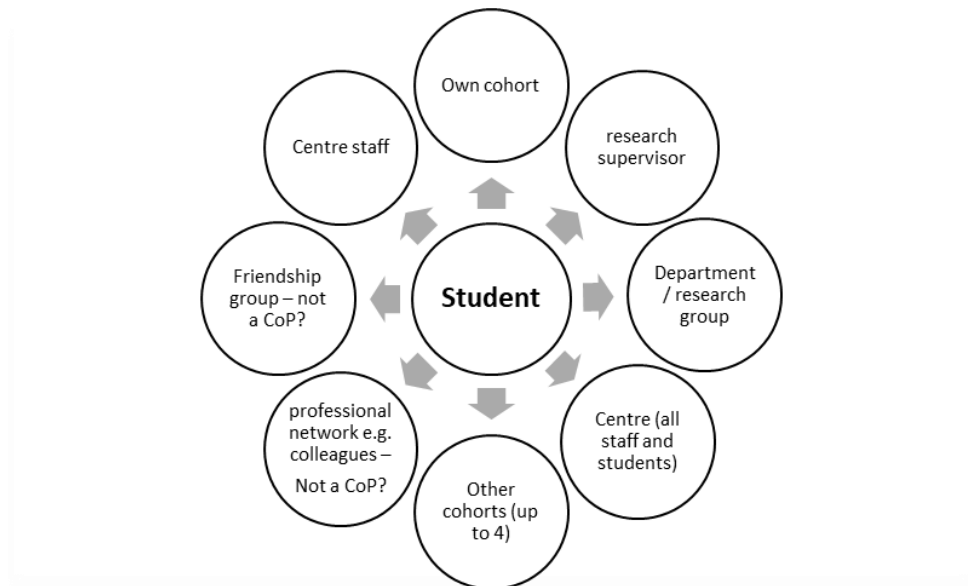 Own cohort
research
supervisor
Department
/ research
group
Centre (all
staff and
students)
Other
cohorts (up
to 4)
professional
network e.g.
colleagues –
Not a CoP?
Friendship
group – not
a CoP?
Centre staff
Student